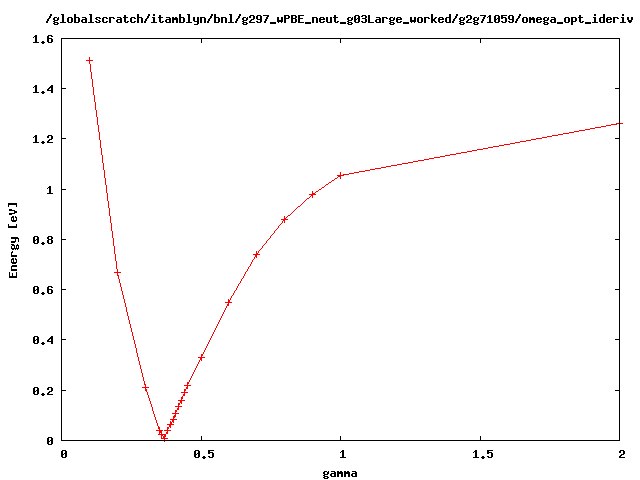 /globalscratch/itamblyn/bnl/g297_wPBE_neut_g03Large_worked/g2g71059/omega_opt_ideriv
1.6
1.4
1.2
1
0.8
0.6
0.4
0.2
0
Energy [eV]
0 0.5 1 1.5 2
gamma